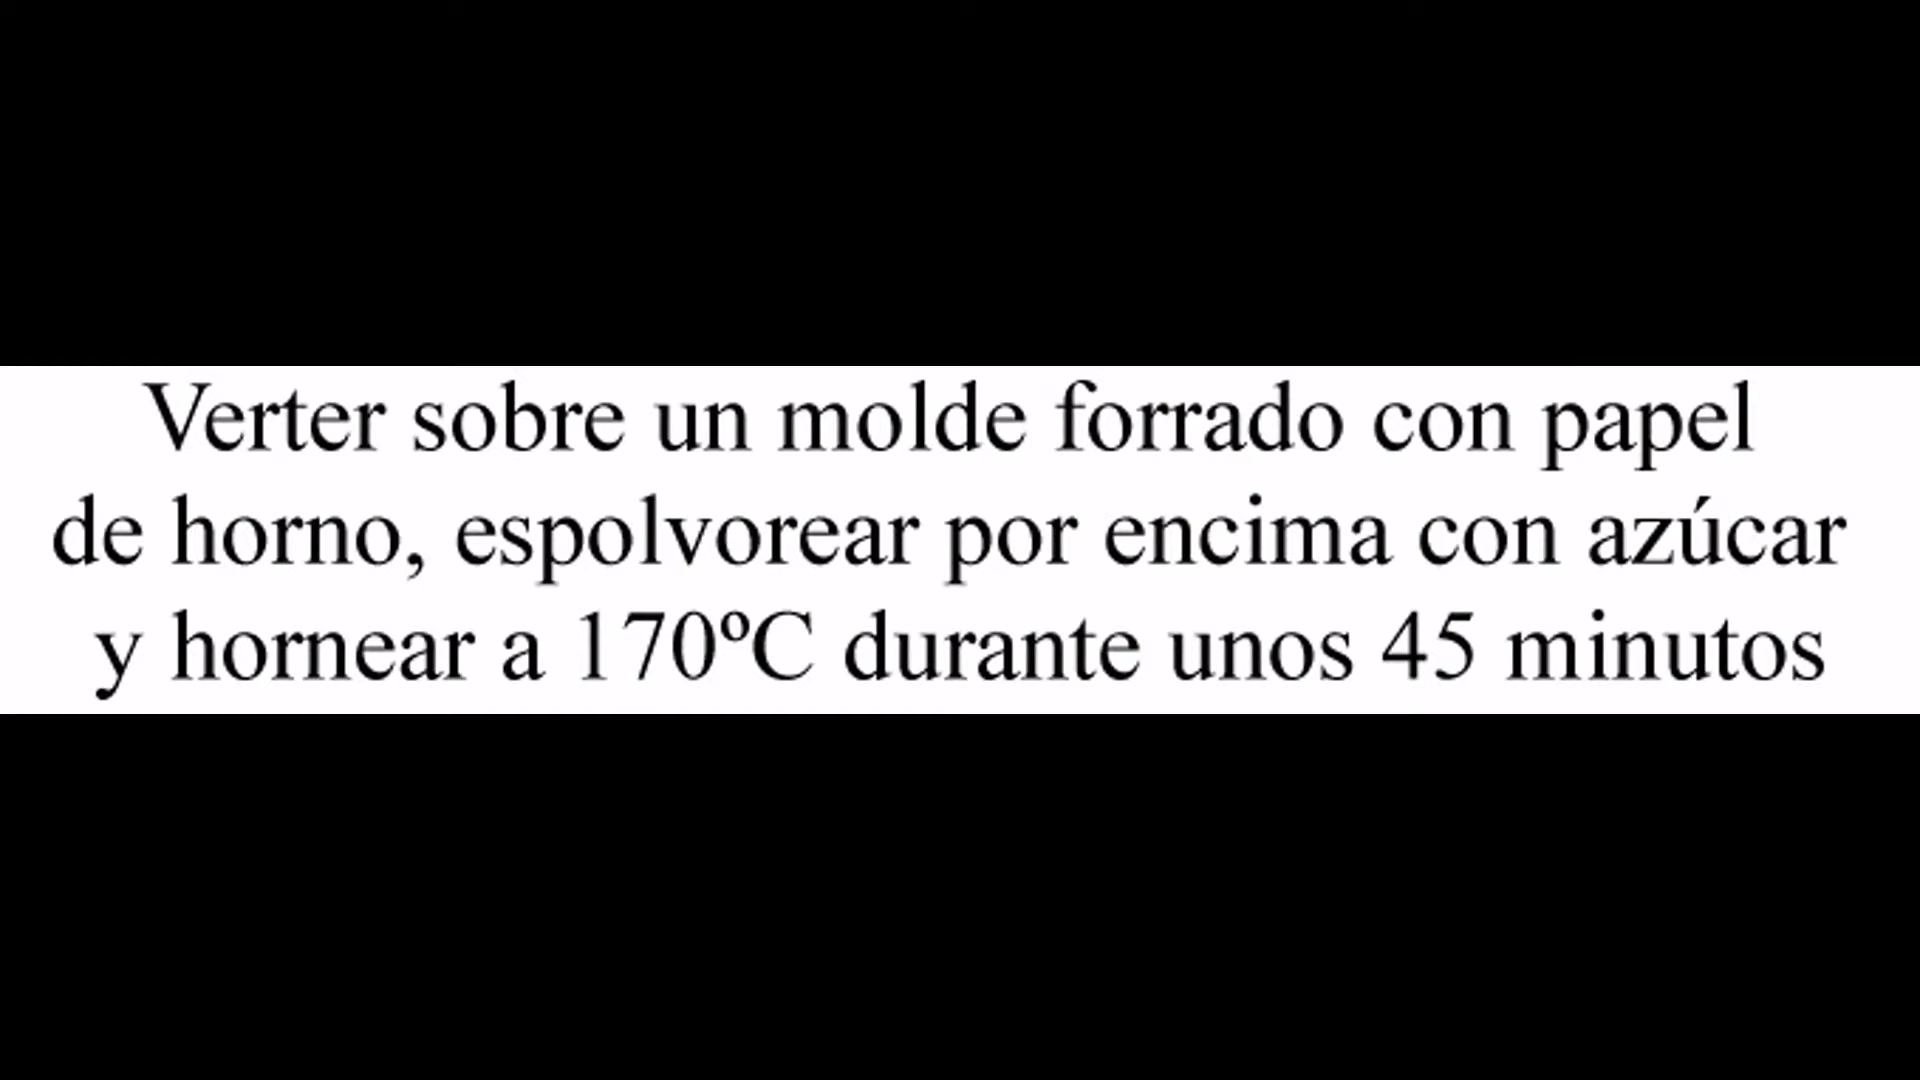 Verter sobre un molde forrado con papel
de horno, espolvorear por encima con azúcar
y hornear a 170ºC durante unos 45 minutos